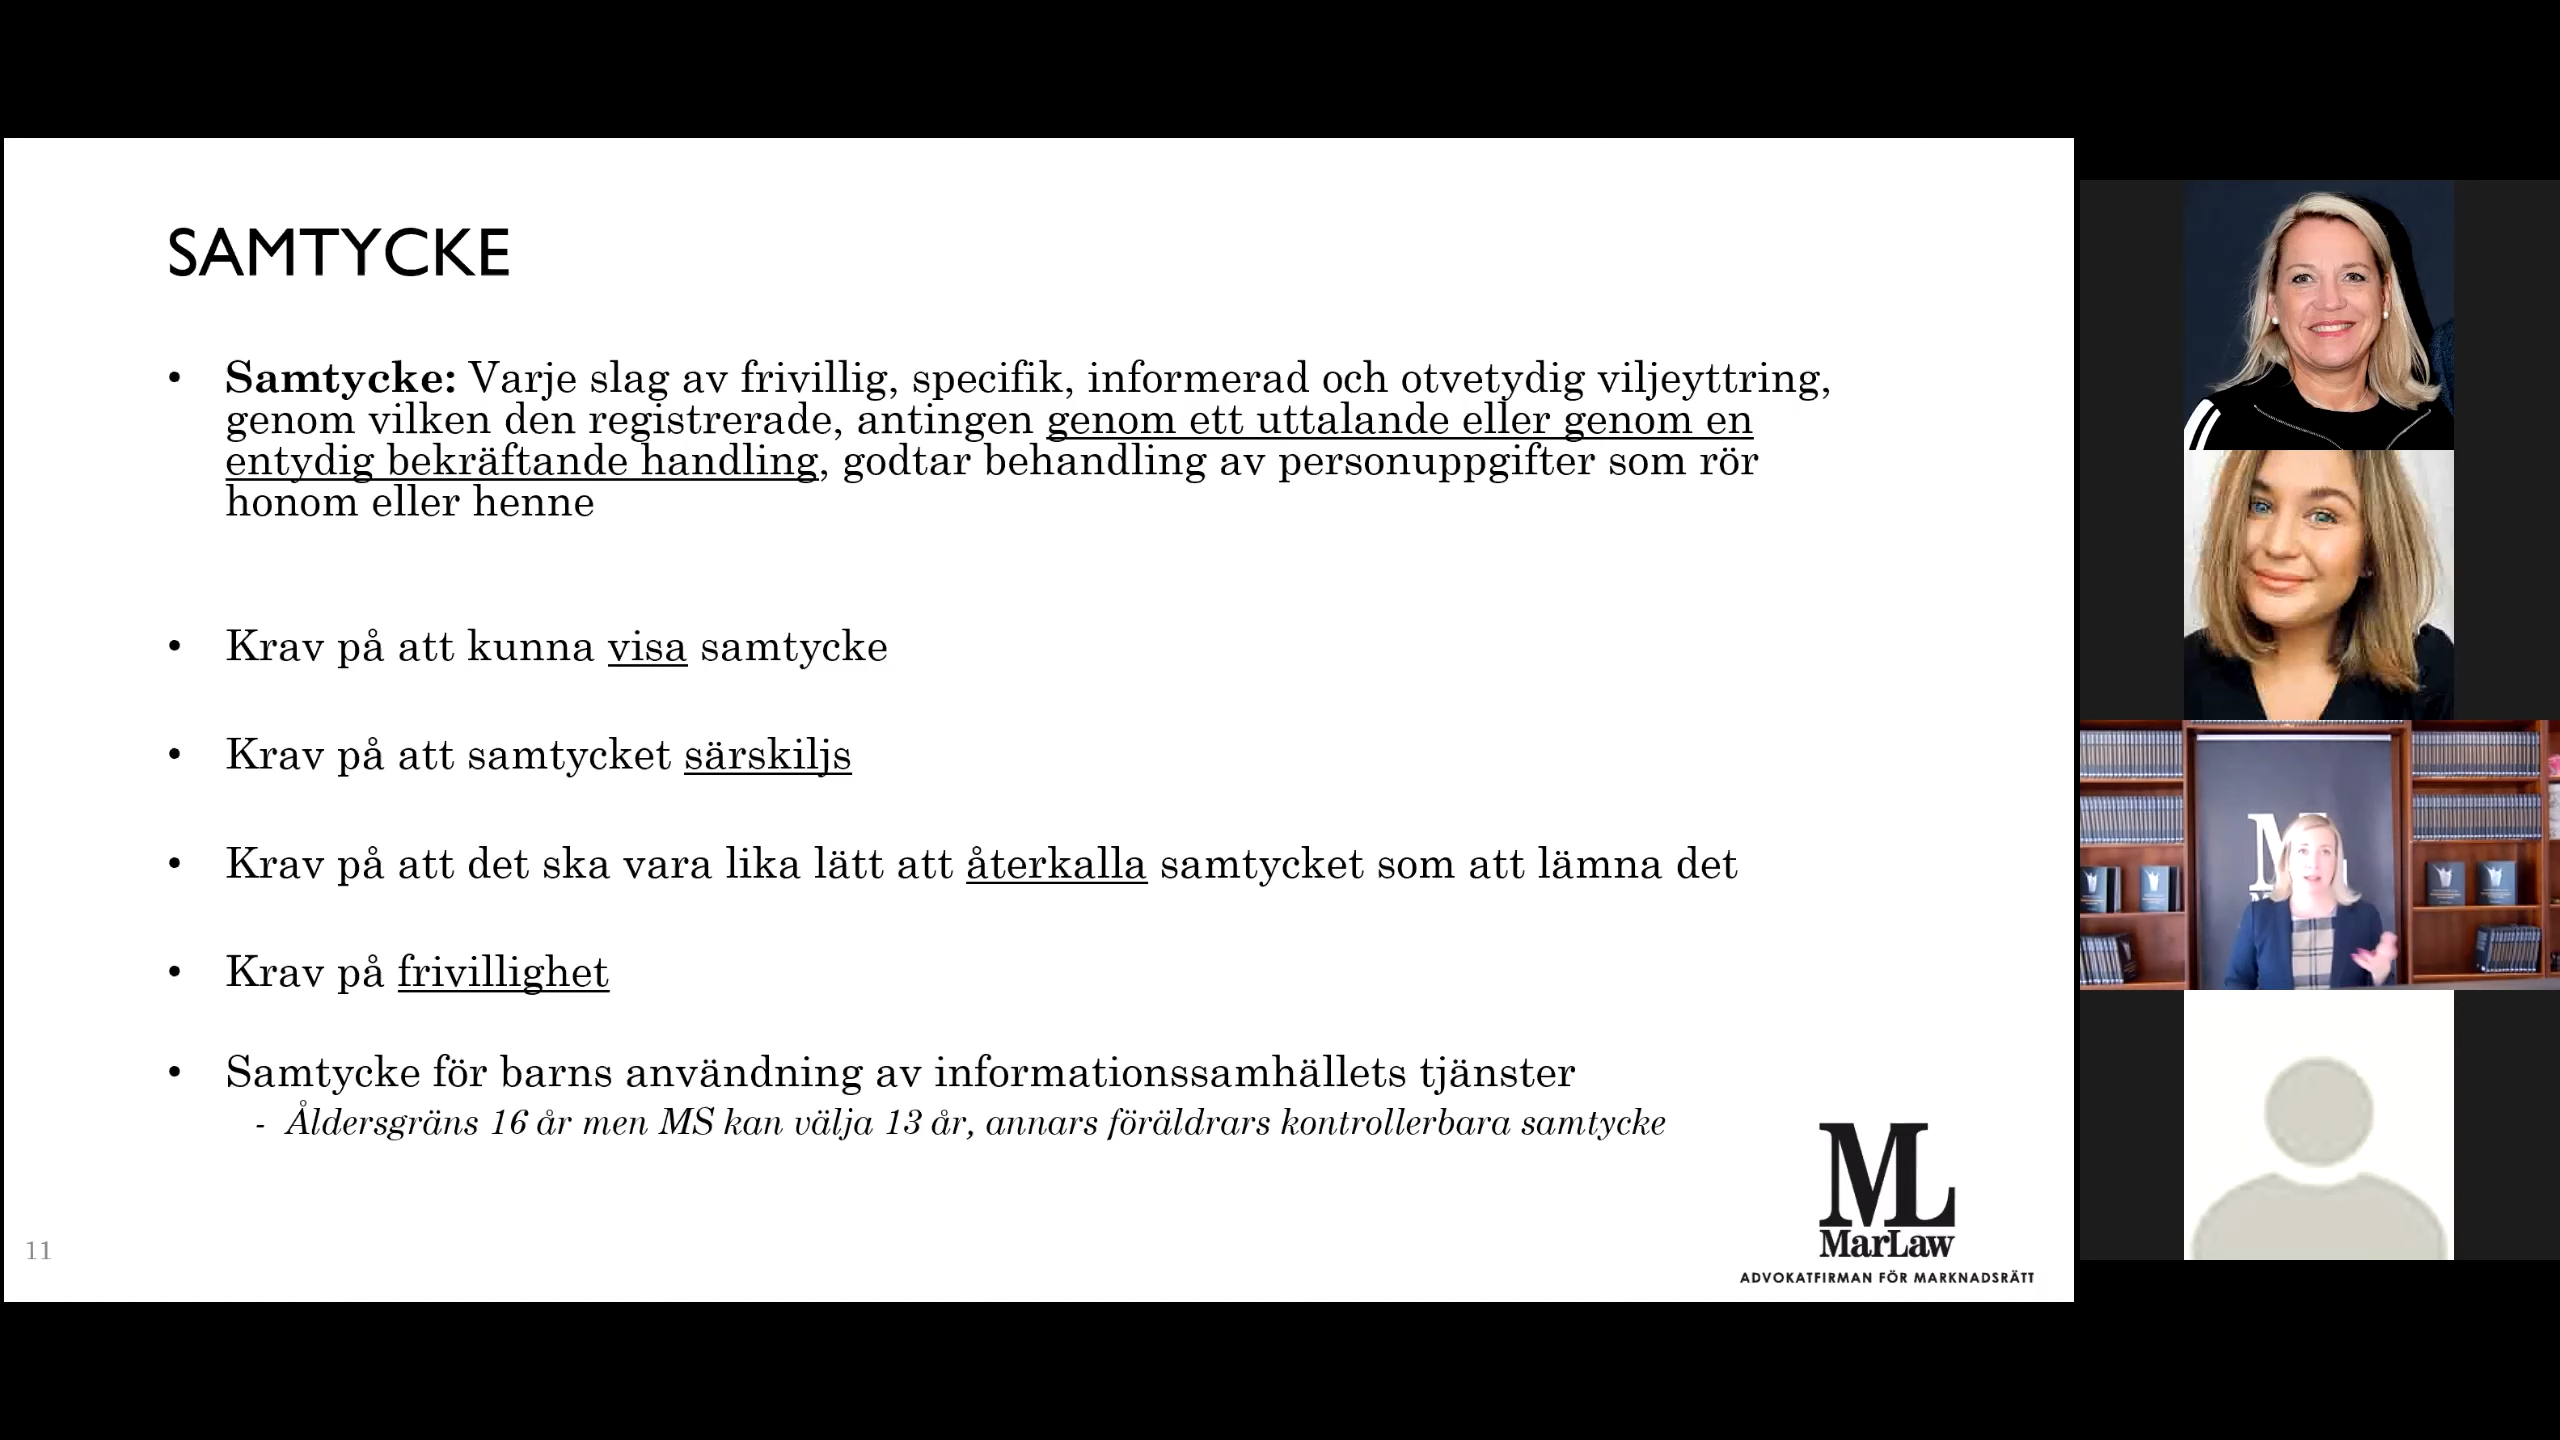 SAMTYCKE
• Samtycke: Varje slag av frivillig, specifik, informerad och otvetydig viljeyttring,
genom vilken den registrerade, antingen genom ett uttalande eller genom en
entydig bekräftande handling, godtar behandling av personuppgifter som rör
honom eller henne
• Krav på att kunna visa samtycke
• Krav på att samtycket särskiljs
• Krav på att det ska vara lika lätt att återkalla samtycket som att lämna det
• Krav på frivillighet
• Samtycke för barns användning av informationssamhällets tjänster
- Åldersgräns 16 år men MS kan välja 13 år, annars föräldrars kontrollerbara samtycke
11
ML
MarLaw
ADVOKATFIRMAN FÖR MARKNADSRÄTT